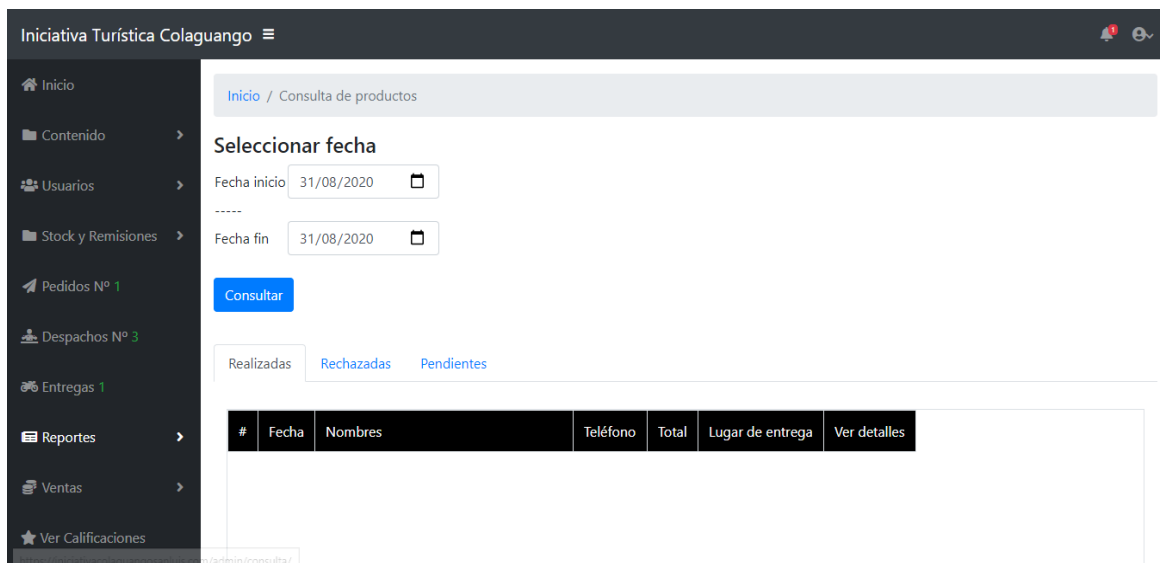 Iniciativa Turística Colaguango
1
Inicio
Contenido
Usuarios
Stock y Remisiones
Pedidos Nº 1
Despachos Nº 3
Entregas 1
Reportes
Ventas
Ver Calificaciones
Inicio / Consulta de productos
Seleccionar fecha
Fecha inicio 31/08/2020
-----
Fecha fin 31/08/2020
Consultar
Realizadas Rechazadas Pendientes
# Fecha Nombres Teléfono Total Lugar de entrega Ver detalles